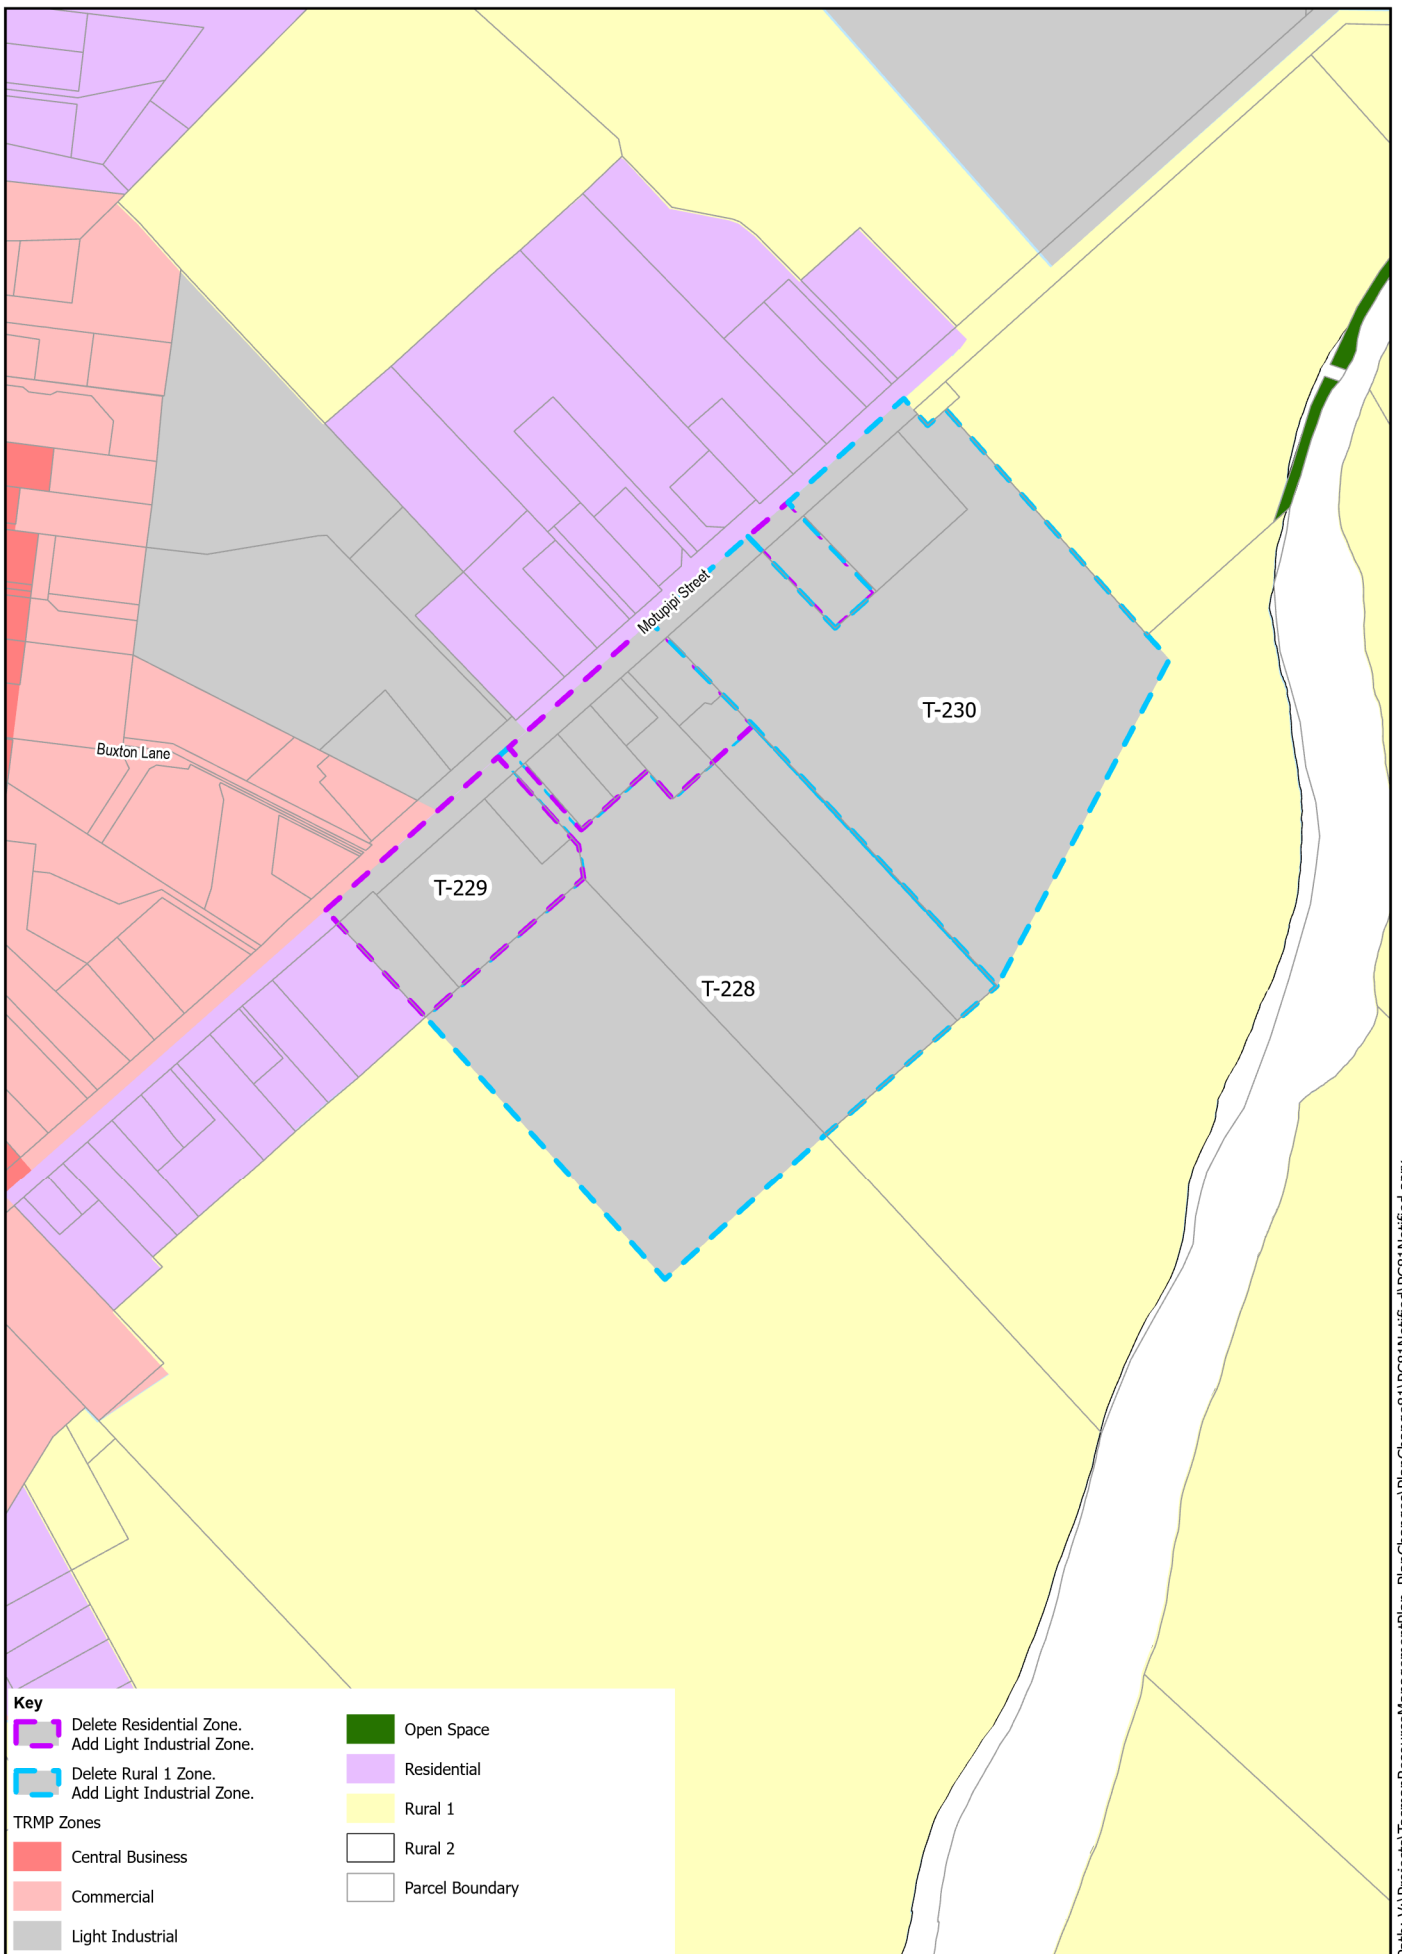 Motupipi Street
T-230
Buxton Lane
T-229
T-228
Key
Delete Residential Zone.
Add Light Industrial Zone.
Delete Rural 1 Zone.
Add Light Industrial Zone.
TRMP Zones
Central Business
Commercial
Light Industrial
Open Space
Residential
Rural 1
Rural 2
Parcel Boundary